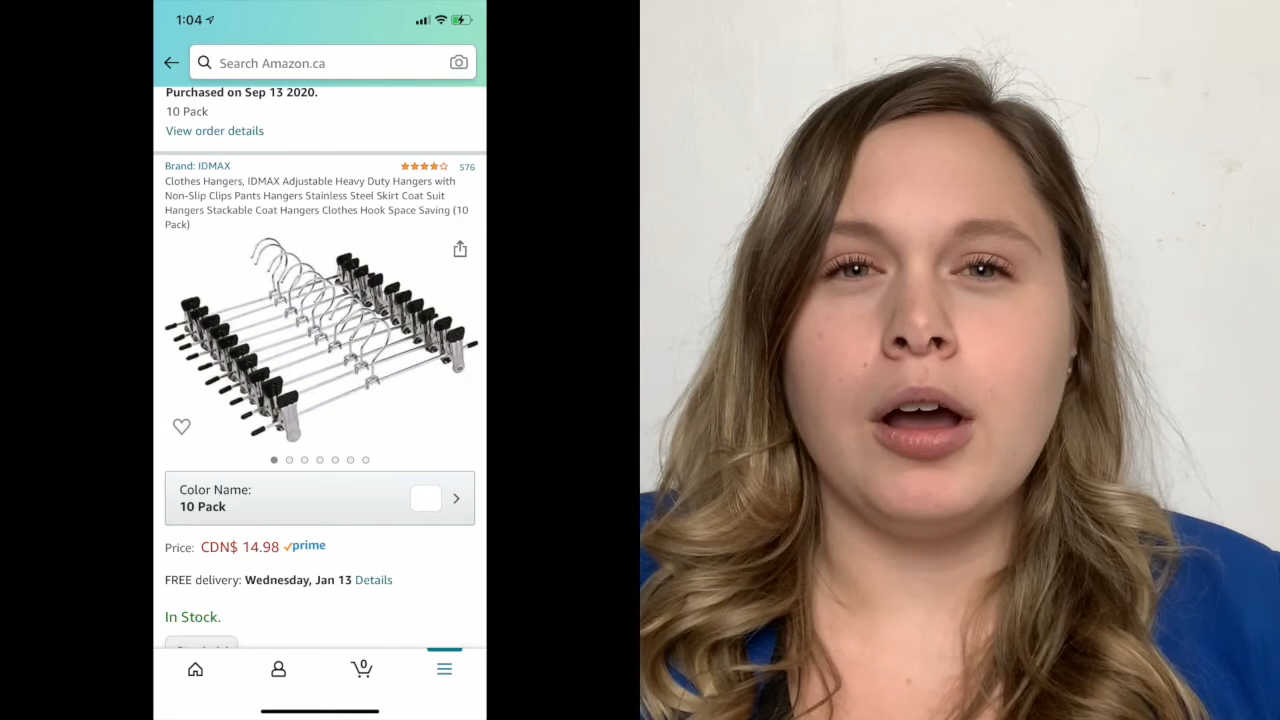 1:04
Search Amazon.ca
Purchased on Sep 13 2020.
10 Pack
View order details
Brand: IDMAX
576
Clothes Hangers, IDMAX Adjustable Heavy Duty Hangers with
Non-Slip Clips Pants Hangers Stainless Steel Skirt Coat Suit
Hangers Stackable Coat Hangers Clothes Hook Space Saving (10
Pack)
Color Name:
10 Pack
Price: CDN$ 14.98 prime
FREE delivery: Wednesday, Jan 13 Details
In Stock.
0